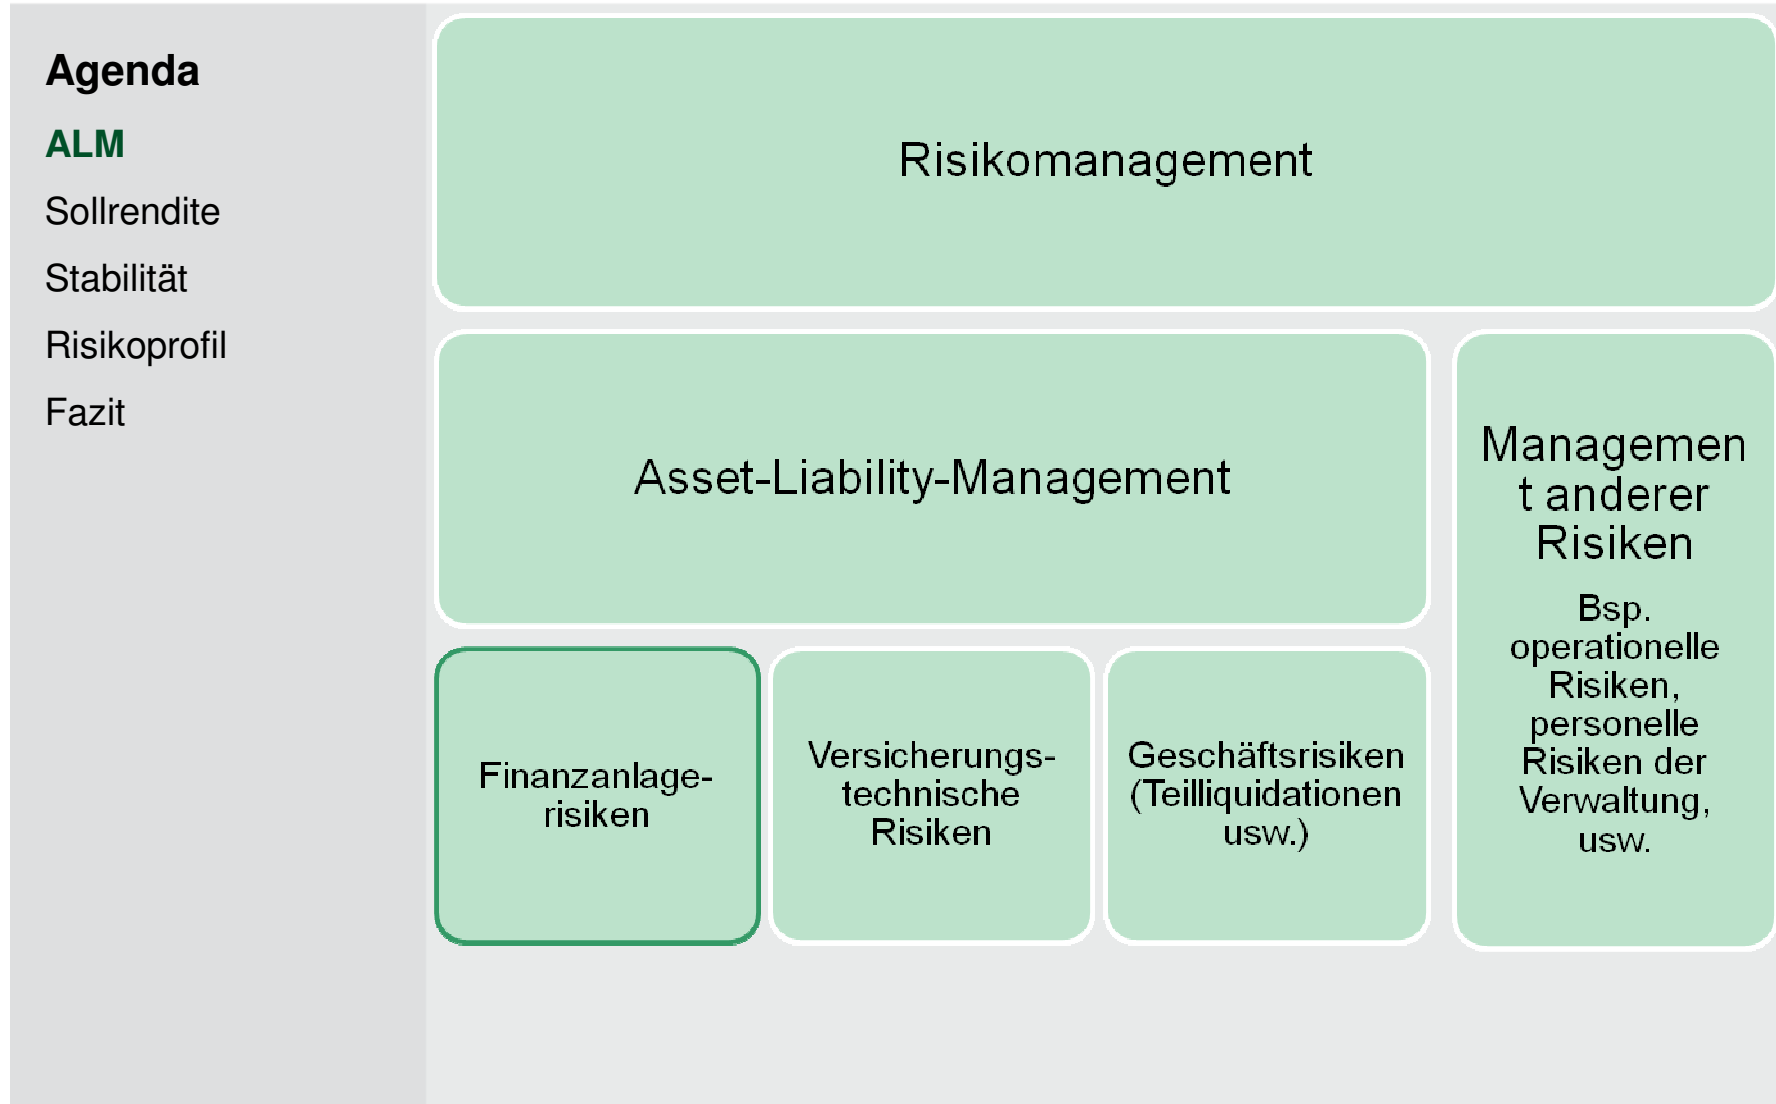 Agenda
ALM
Sollrendite
Stabilität
Risikoprofil
Fazit
Risikomanagement
Asset-Liability-Management
Managemen
t anderer
Risiken
Bsp.
operationelle
Risiken,
personelle
Risiken der
Verwaltung,
usw.
Finanzanlage-
risiken
Versicherungs-
technische
Risiken
Geschäftsrisiken
(Teilliquidationen
usw.)